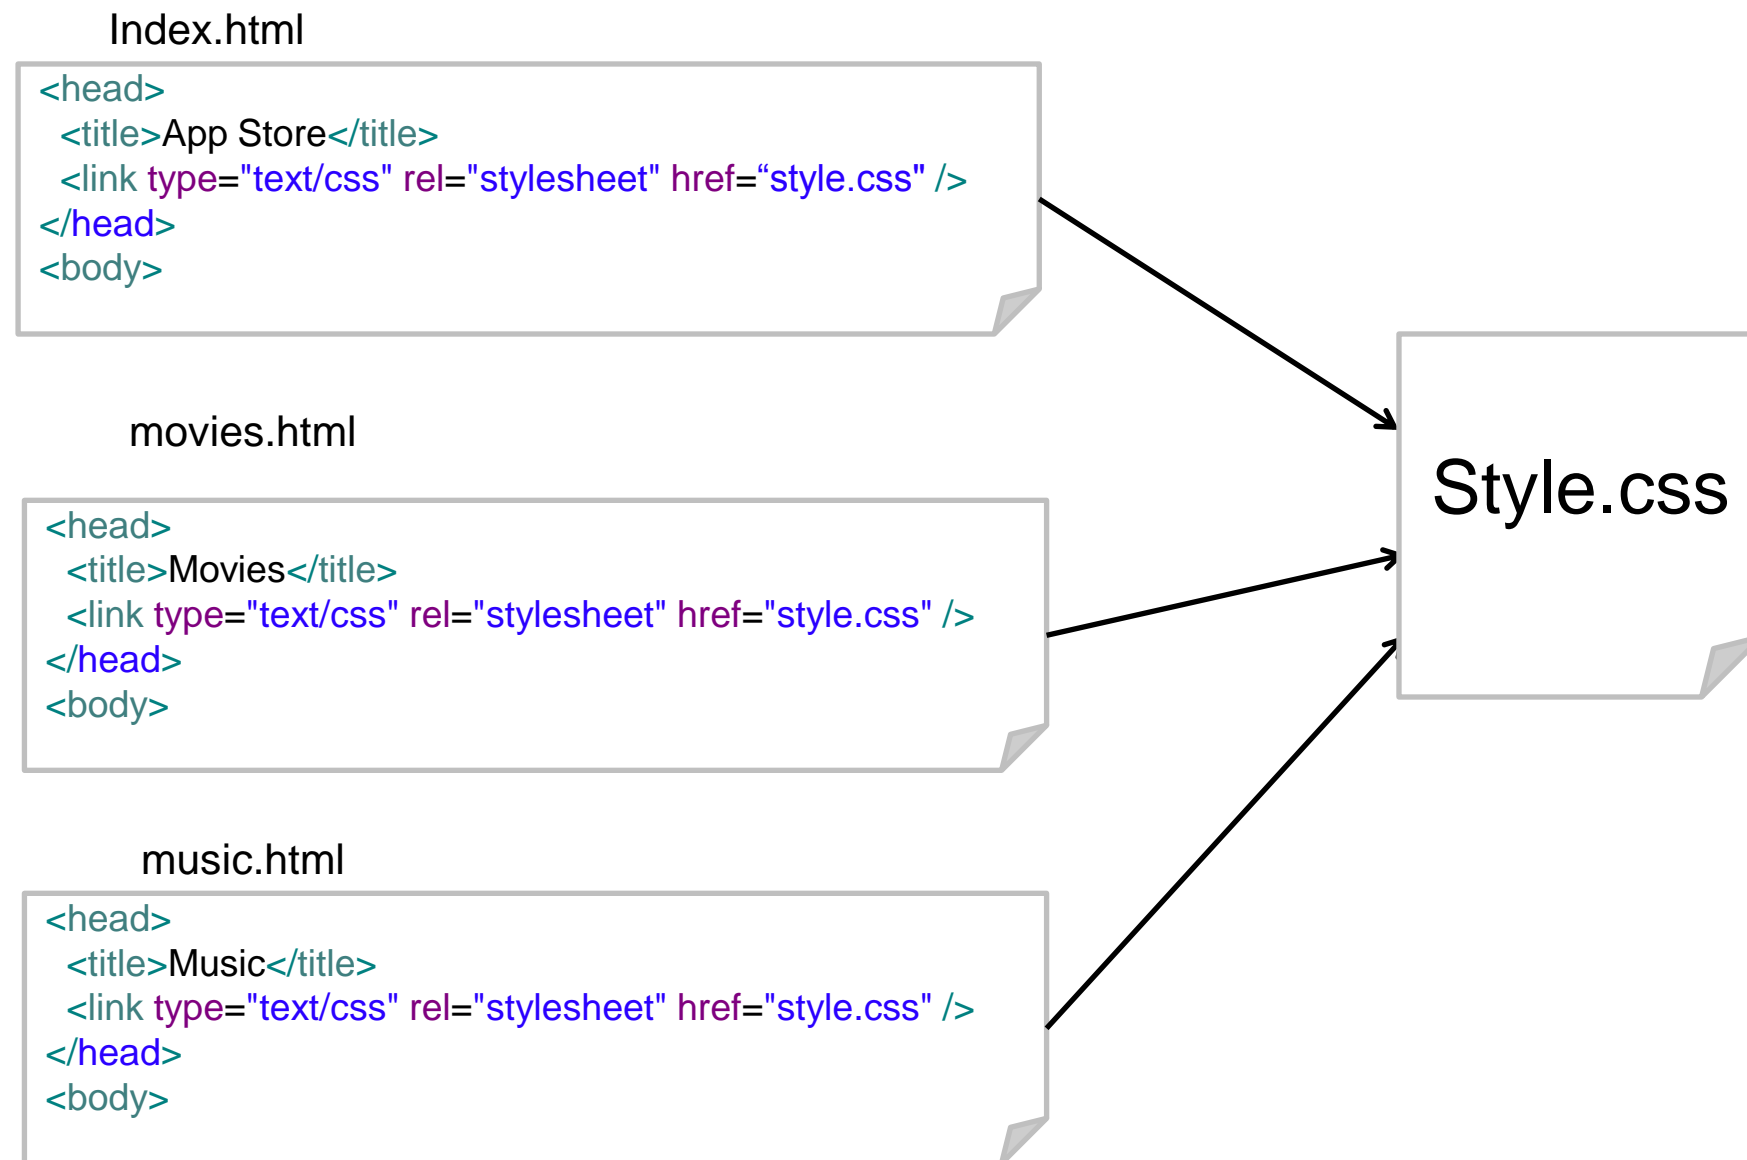 Index.html
<head>
<title>App Store</title>
<link type="text/css" rel="stylesheet" href=“style.css" />
</head>
<body>
movies.html
<head>
<title>Movies</title>
<link type="text/css" rel="stylesheet" href="style.css" />
</head>
<body>
music.html
<head>
<title>Music</title>
<link type="text/css" rel="stylesheet" href="style.css" />
</head>
<body>
Style.css